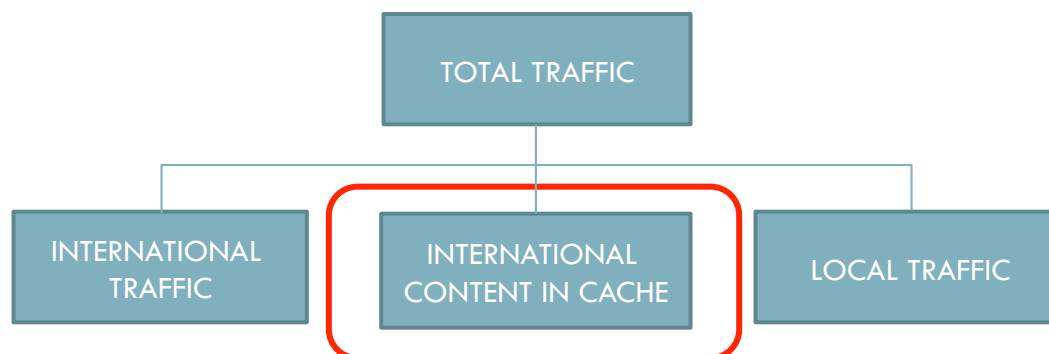 TOTAL TRAFFIC
INTERNATIONAL
TRAFFIC
INTERNATIONAL
CONTENT IN CACHE
LOCAL TRAFFIC